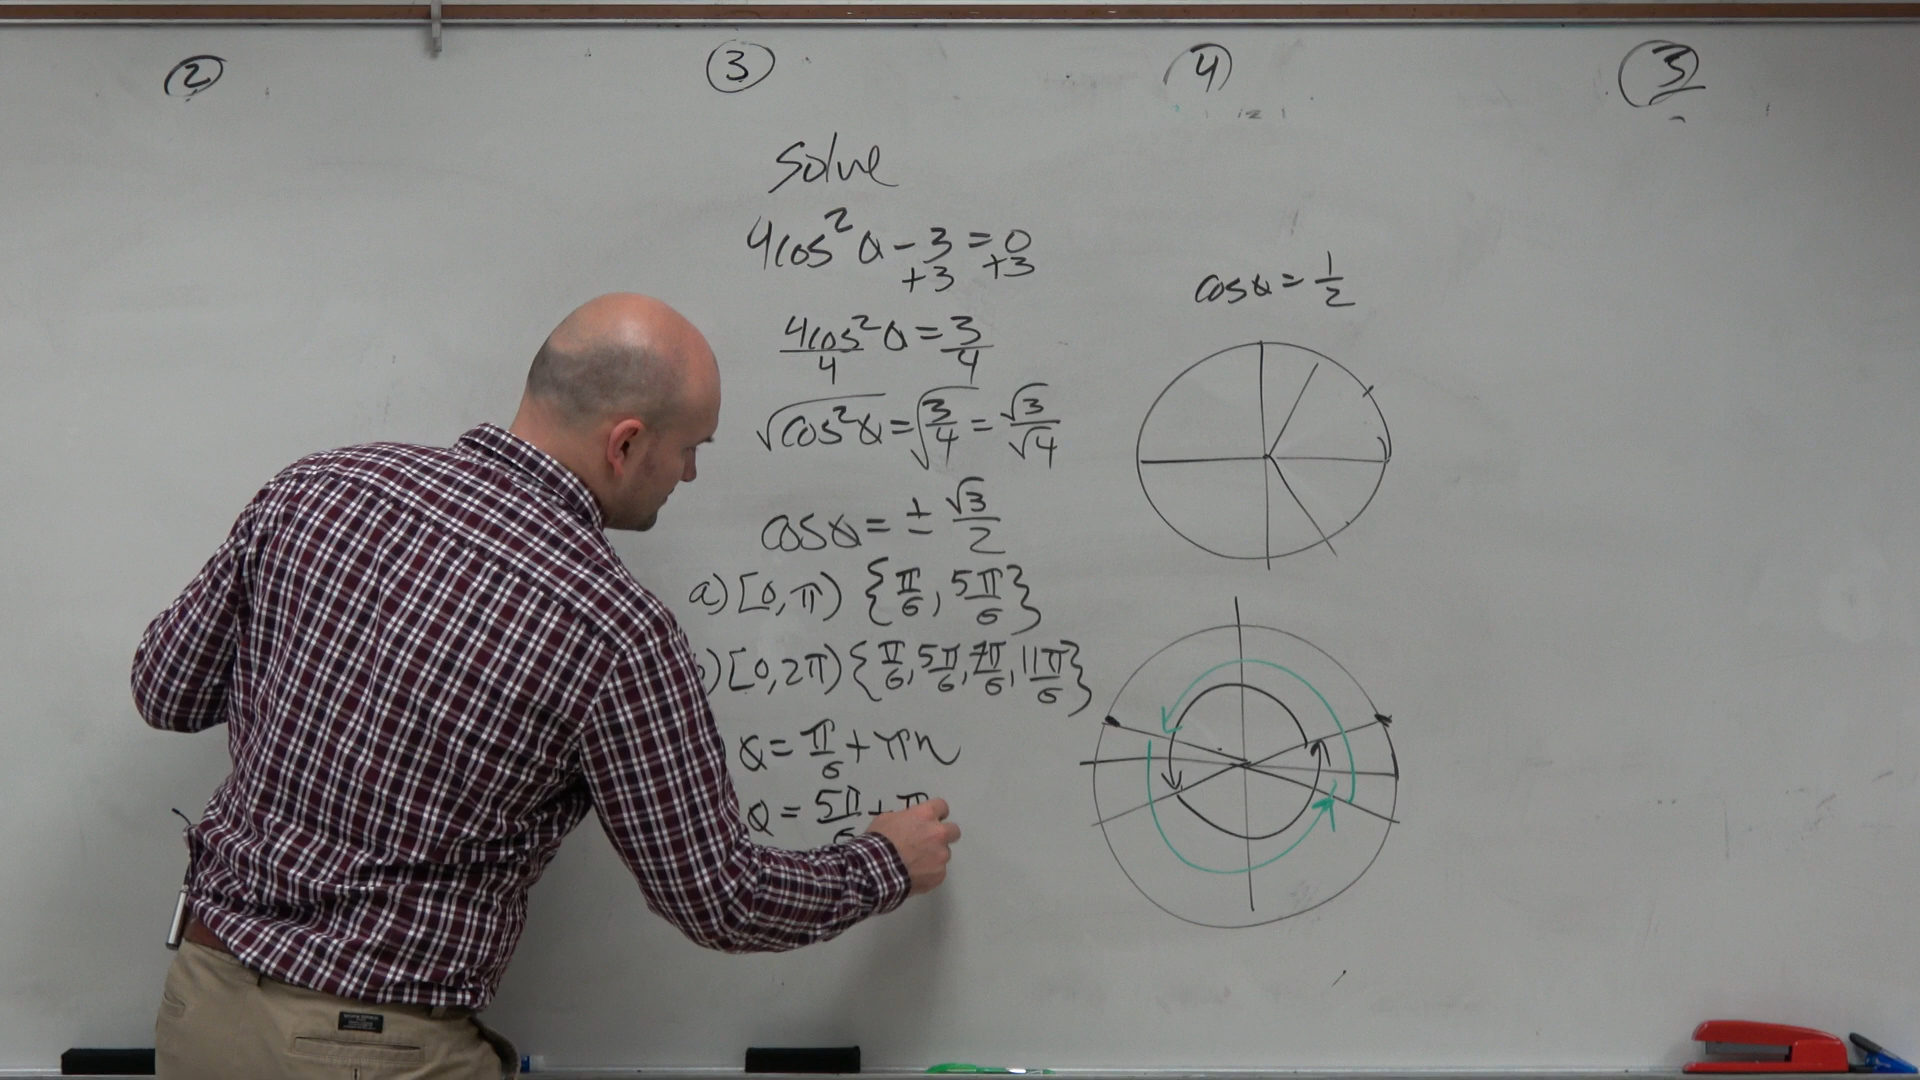 ② ③ ④ ⑤
Solve
4cos²θ - 3 = 0
+3 +3
4cos²θ/4 = 3/4
√cos²θ = √3/4 = √3/√4
cosθ = ± √3/2
a) [0, π) {π/6, 5π/6}
) [0, 2π) {π/6, 5π/6, 7π/6, 11π/6}
θ = π/6 + πn
θ = 5π/6 + π
cosθ = 1/2